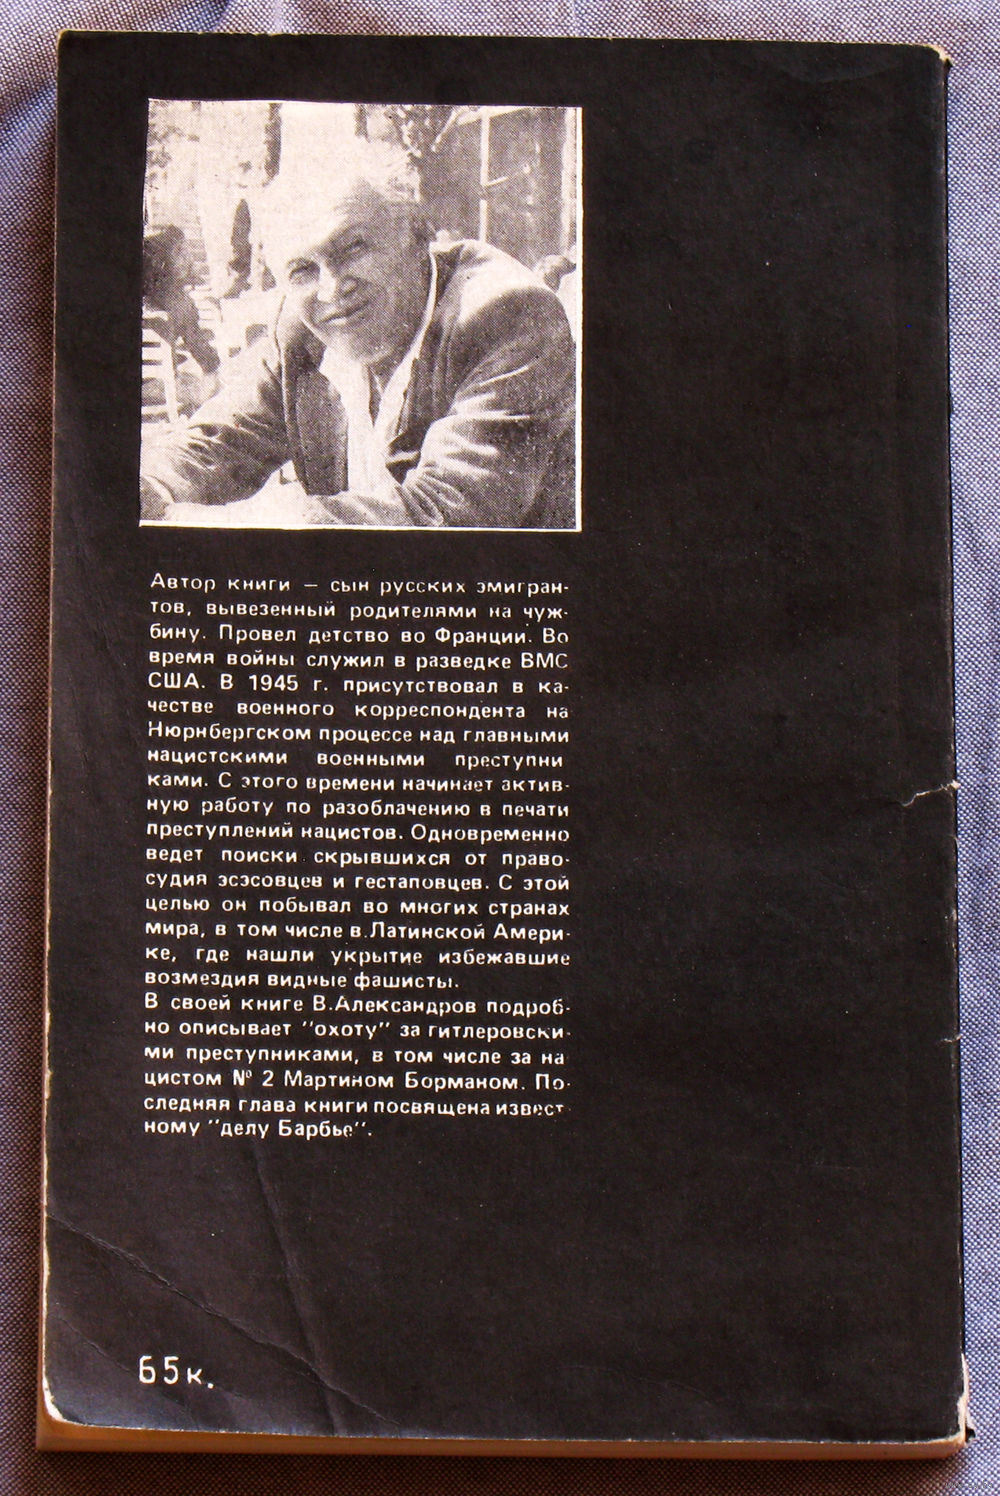 Автор книги — сын русских эмигран-
тов, вывезенный родителями на чуж-
бину. Провел детство во Франции. Во
время войны служил в разведке ВМС
США. В 1945 г. присутствовал в ка-
честве военного корреспондента на
Нюрнбергском процессе над главными
нацистскими военными преступни
ками. С этого времени начинает актив-
ную работу по разоблачению в печати
преступлений нацистов. Одновременно
ведет поиски скрывшихся от право-
судия эсэсовцев и гестаповцев. С этой
целью он побывал во многих странах
мира, в том числе в Латинской Амери-
ке, где нашли укрытие избежавшие
возмездия видные фашисты.
В своей книге В.Александров подроб-
но описывает "охоту" за гитлеровски-
ми преступниками, в том числе за на
цистом № 2 Мартином Борманом. По-
следняя глава книги посвящена извест-
ному "делу Барбье".
65к.